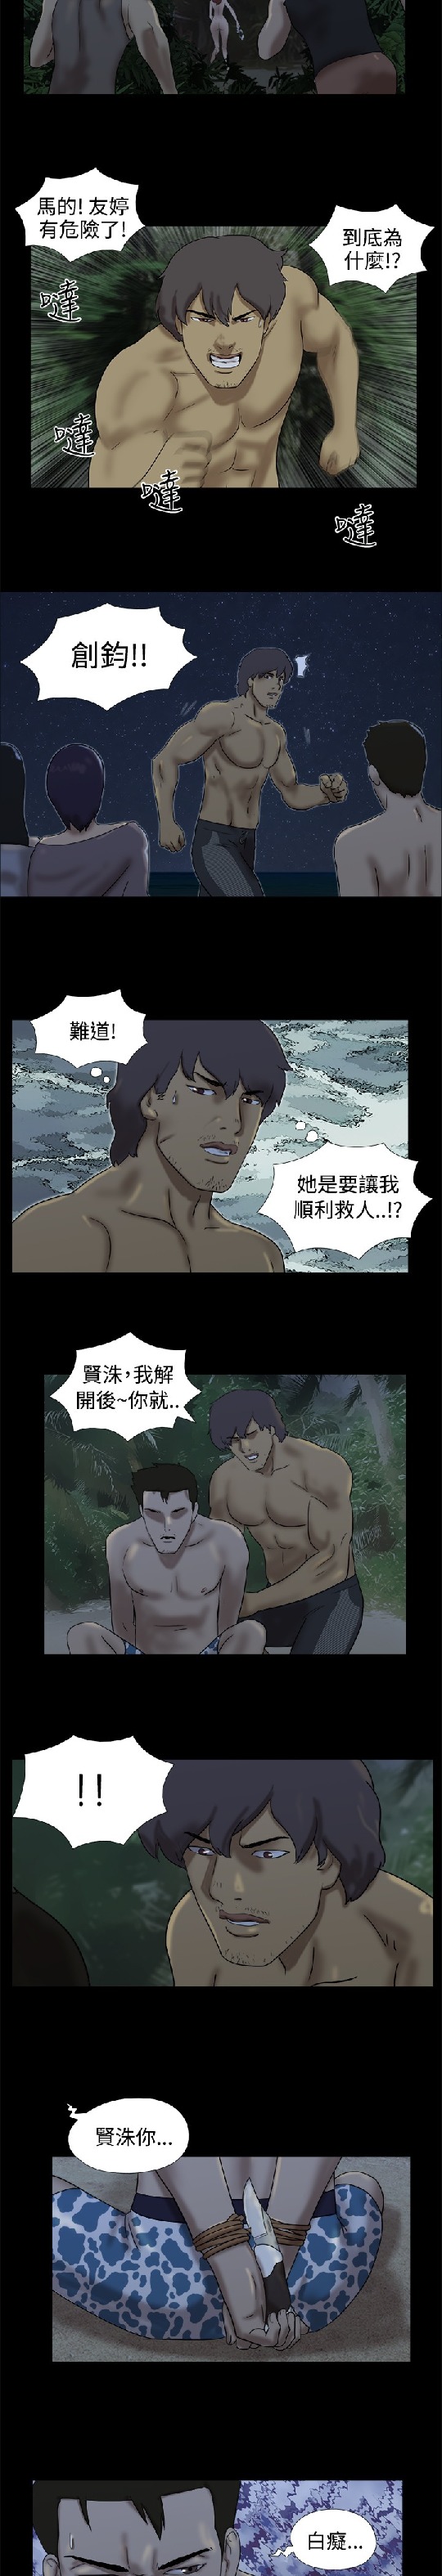 馬的! 友婷
有危險了!
到底為
什麼!?
噠
噠
噠
噠
創鈞!!
難道!
她是要讓我
順利救人..!?
賢洙,我解
開後~你就..
!!
賢洙你...
白癡...